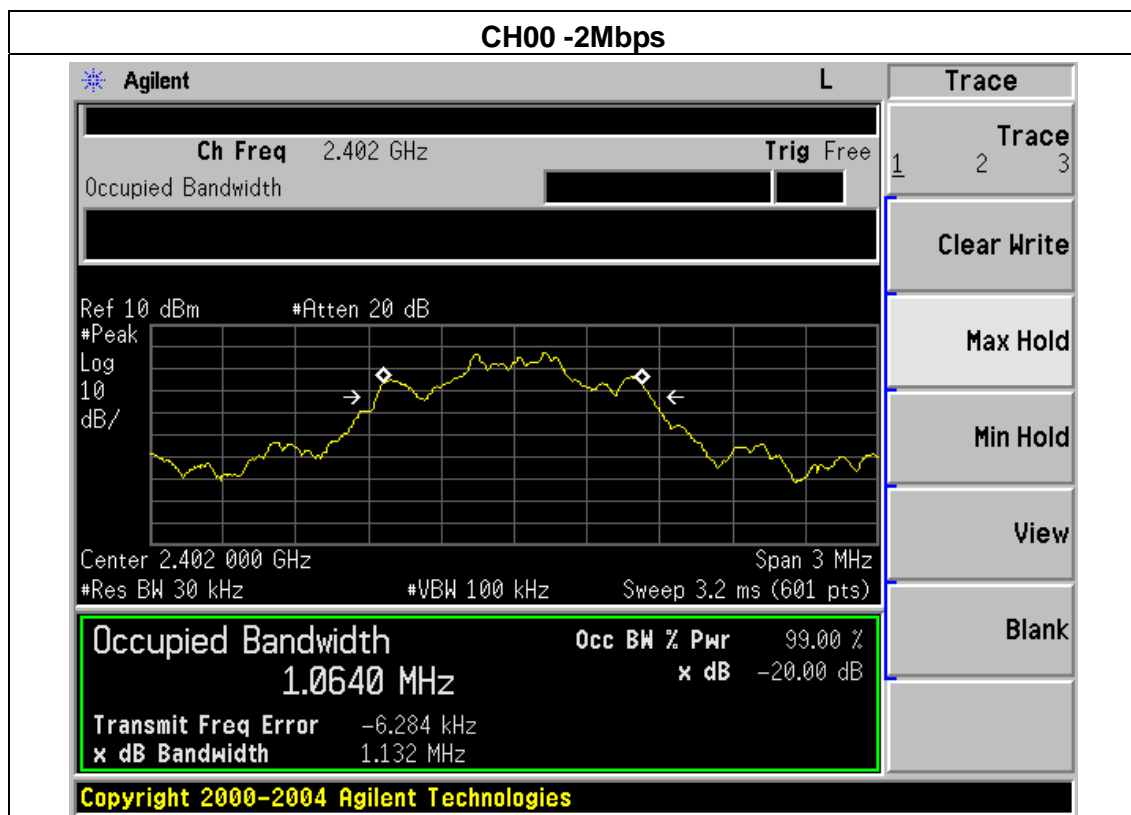 CH00 -2Mbps
Agilent L Trace
Ch Freq 2.402 GHz Trig Free
Occupied Bandwidth
Trace
1 2 3
Clear Write
Max Hold
Min Hold
View
Blank
Ref 10 dBm #Atten 20 dB
#Peak
Log
10
dB/
Center 2.402 000 GHz Span 3 MHz
#Res BW 30 kHz #VBW 100 kHz Sweep 3.2 ms (601 pts)
Occupied Bandwidth Occ BW % Pwr 99.00 %
1.0640 MHz x dB -20.00 dB
Transmit Freq Error -6.284 kHz
x dB Bandwidth 1.132 MHz
Copyright 2000-2004 Agilent Technologies